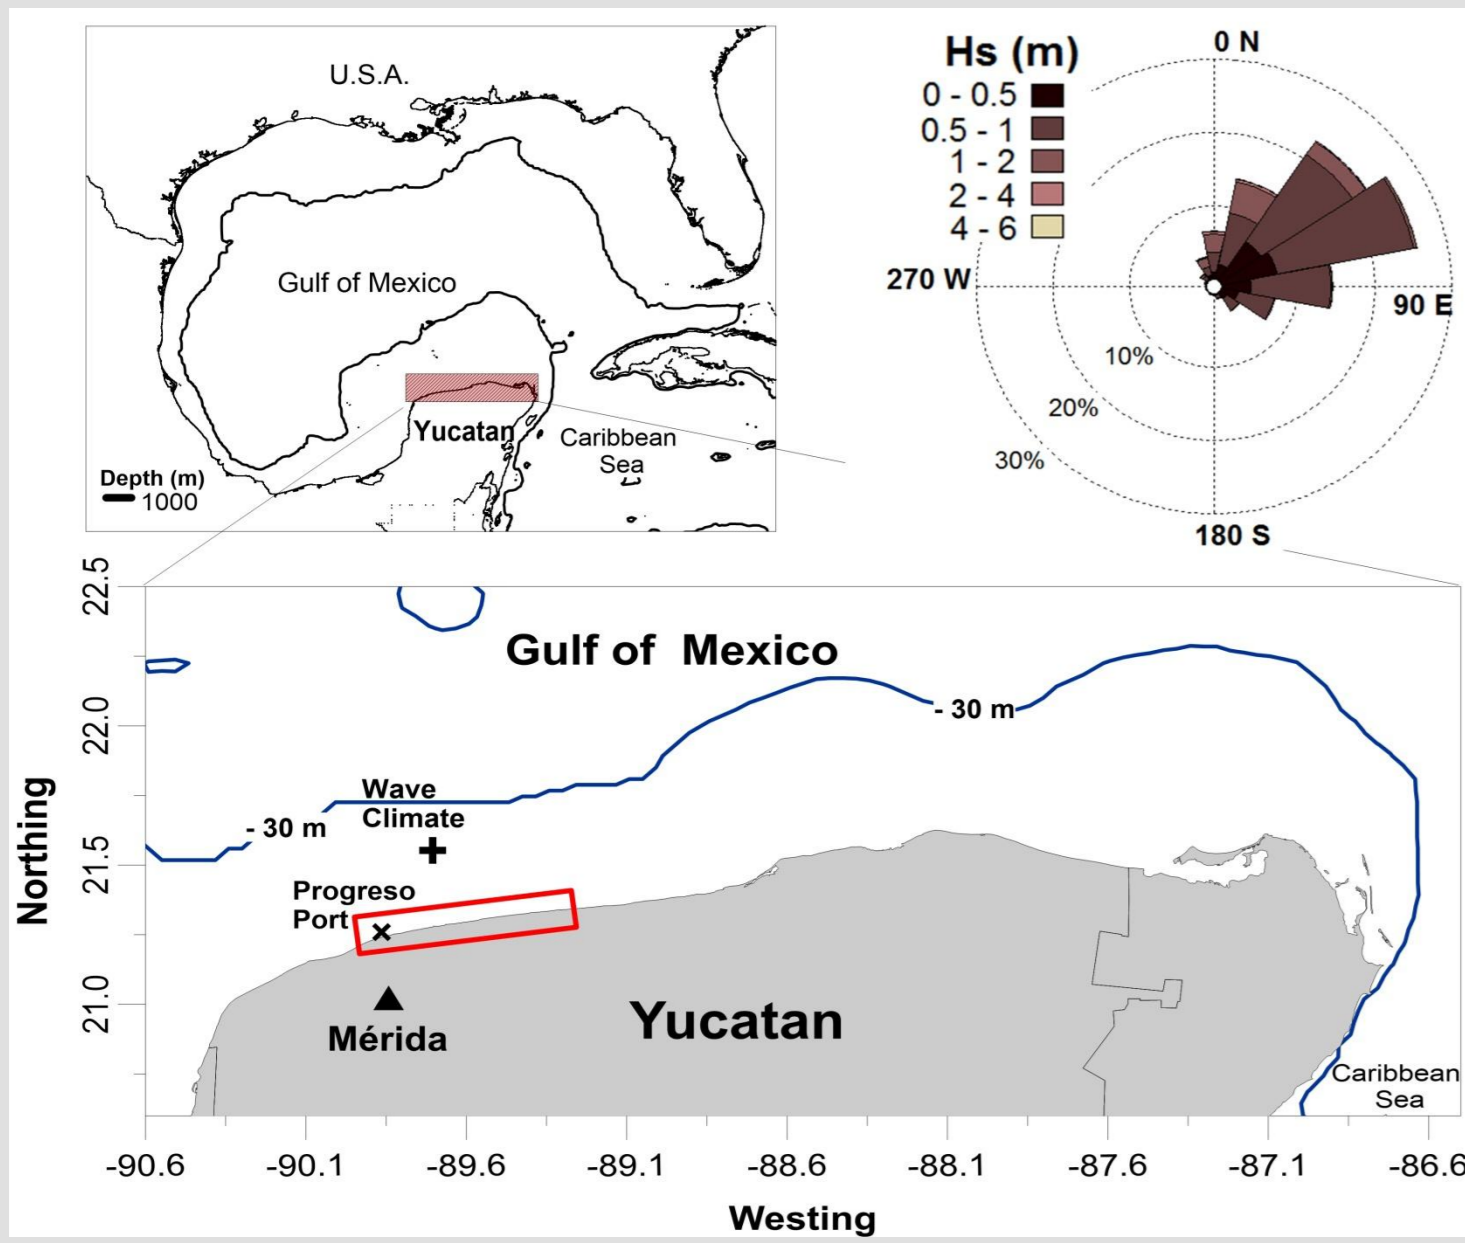 U.S.A.
Gulf of Mexico
Yucatan
Caribbean
Sea
Depth (m)
1000
Hs (m)
0 - 0.5
0.5 - 1
1 - 2
2 - 4
4 - 6
0 N
270 W
90 E
180 S
10%
20%
30%
22.5
22.0
21.5
21.0
Northing
Gulf of Mexico
- 30 m
- 30 m
Wave
Climate
Progreso
Port
Mérida
Yucatan
Caribbean
Sea
-90.6
-90.1
-89.6
-89.1
-88.6
-88.1
-87.6
-87.1
-86.6
Westing